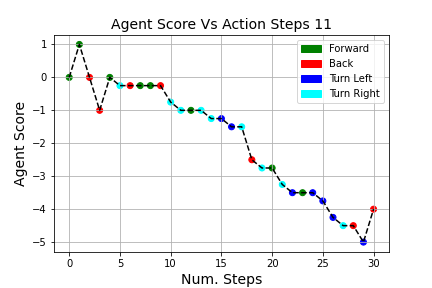 Agent Score Vs Action Steps 11
Forward
Back
Turn Left
Turn Right
Agent Score
1
0
−1
−2
−3
−4
−5
0 5 10 15 20 25 30
Num. Steps